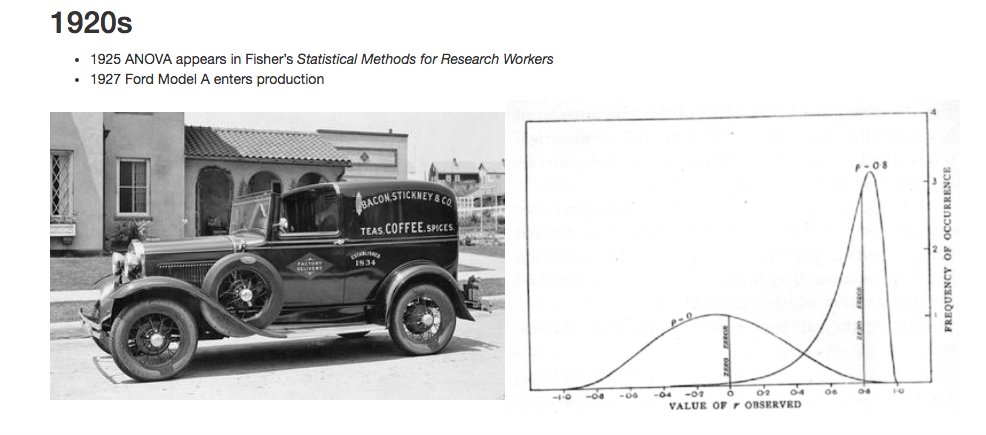 1920s
• 1925 ANOVA appears in Fisher's Statistical Methods for Research Workers
• 1927 Ford Model A enters production
BACON, STICKNEY & CO.
TEAS. COFFEE. SPICES.
ESTABLISHED
1834
FACTORY
DELIVERY
4
ρ - 0·8
3
2
ρ - 0
1
ZERO ERROR
ZERO ERROR
-1·0 -0·8 -0·6 -0·4 -0·2 0 0·2 0·4 0·6 0·8 1·0
VALUE OF r OBSERVED
FREQUENCY OF OCCURRENCE